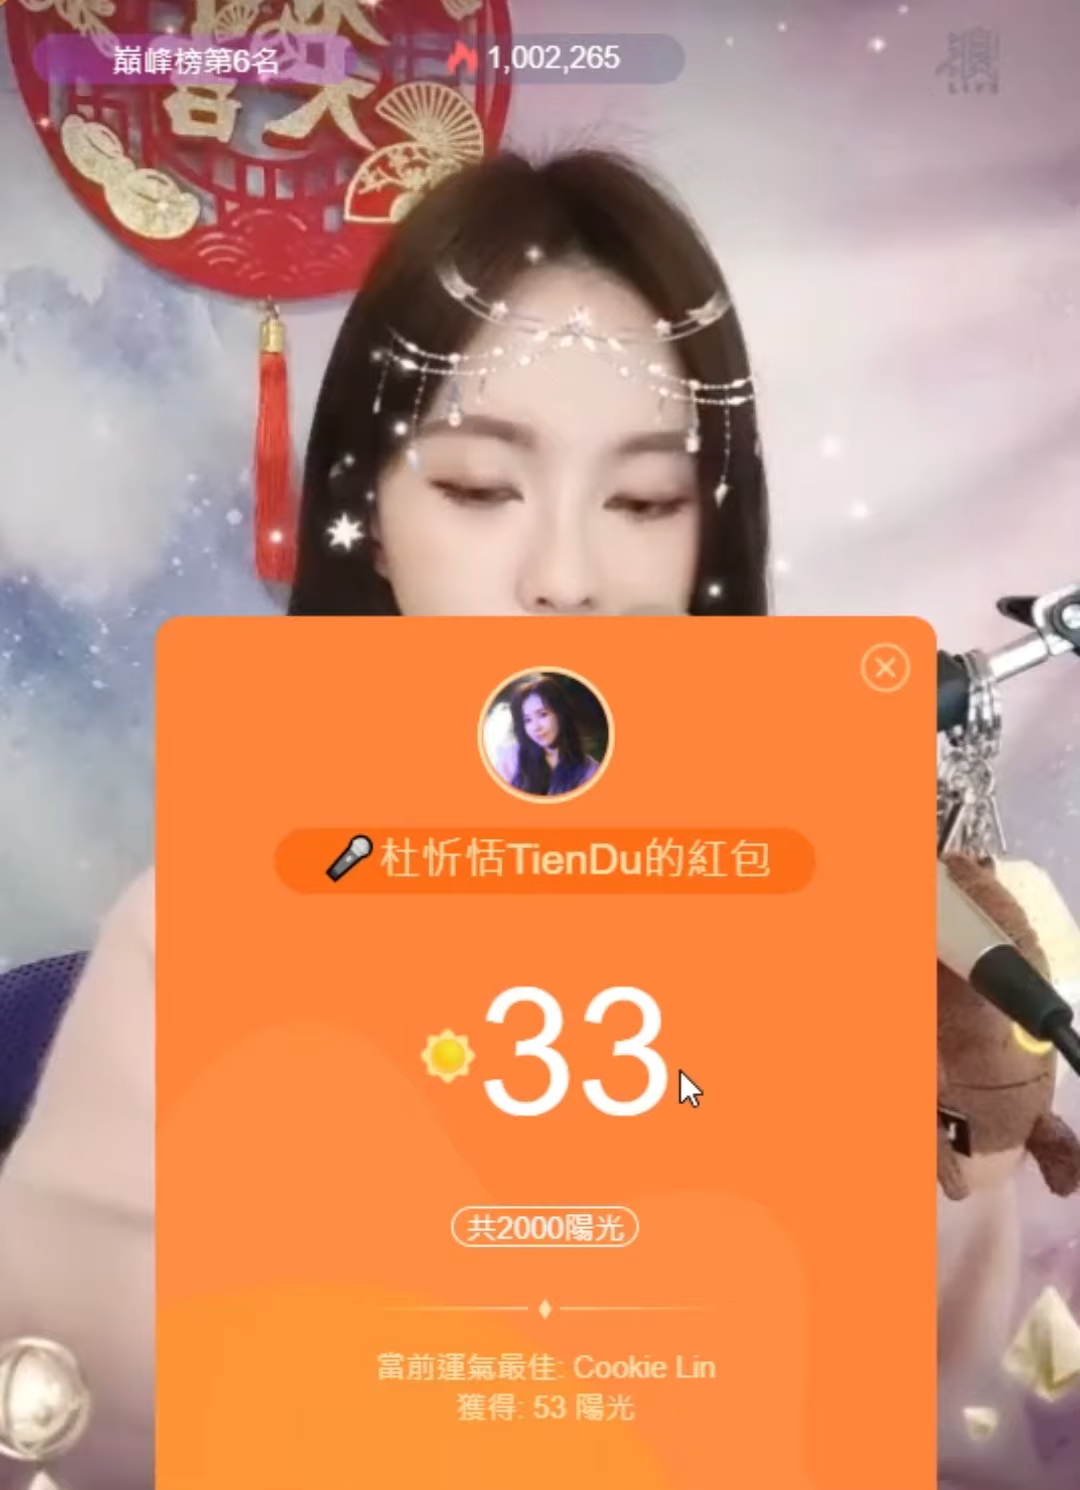 巔峰榜第6名
1,002,265
LIVE
🎤杜忻恬TienDu的紅包
33
共2000陽光
當前運氣最佳: Cookie Lin
獲得: 53 陽光